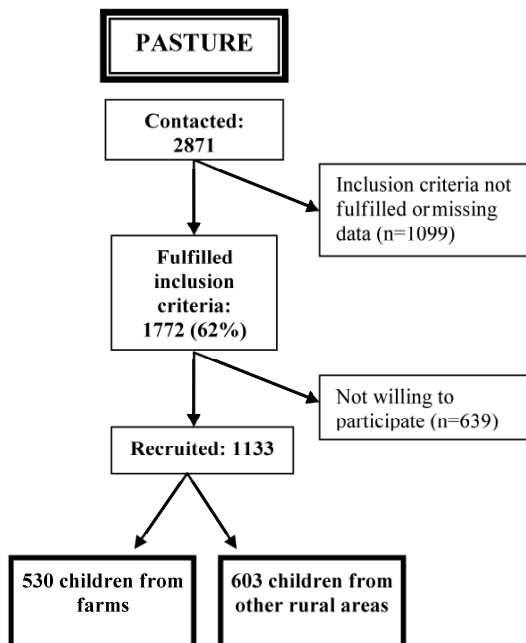 PASTURE
Contacted:
2871
Inclusion criteria not
fulfilled ormissing
data (n=1099)
Fulfilled
inclusion
criteria:
1772 (62%)
Not willing to
participate (n=639)
Recruited: 1133
530 children from
farms
603 children from
other rural areas